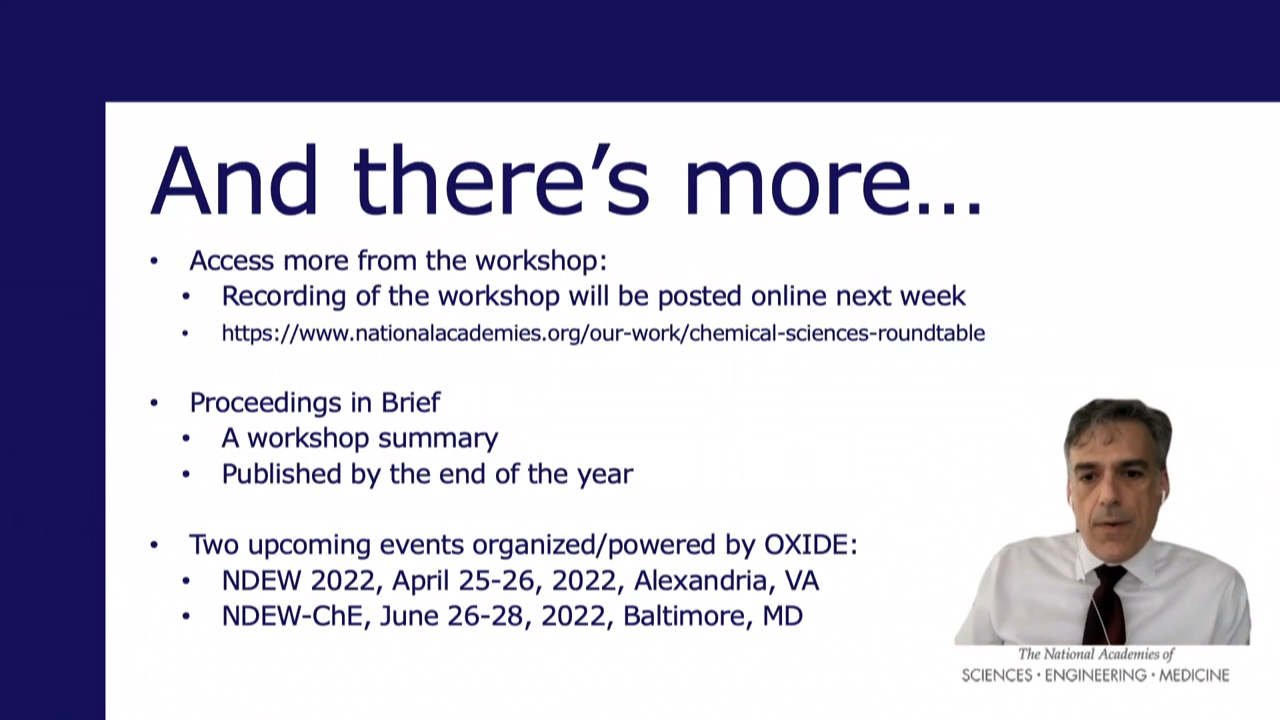 And there’s more...
• Access more from the workshop:
• Recording of the workshop will be posted online next week
• https://www.nationalacademies.org/our-work/chemical-sciences-roundtable
• Proceedings in Brief
• A workshop summary
• Published by the end of the year
• Two upcoming events organized/powered by OXIDE:
• NDEW 2022, April 25-26, 2022, Alexandria, VA
• NDEW-ChE, June 26-28, 2022, Baltimore, MD
The National Academies of
SCIENCES · ENGINEERING · MEDICINE